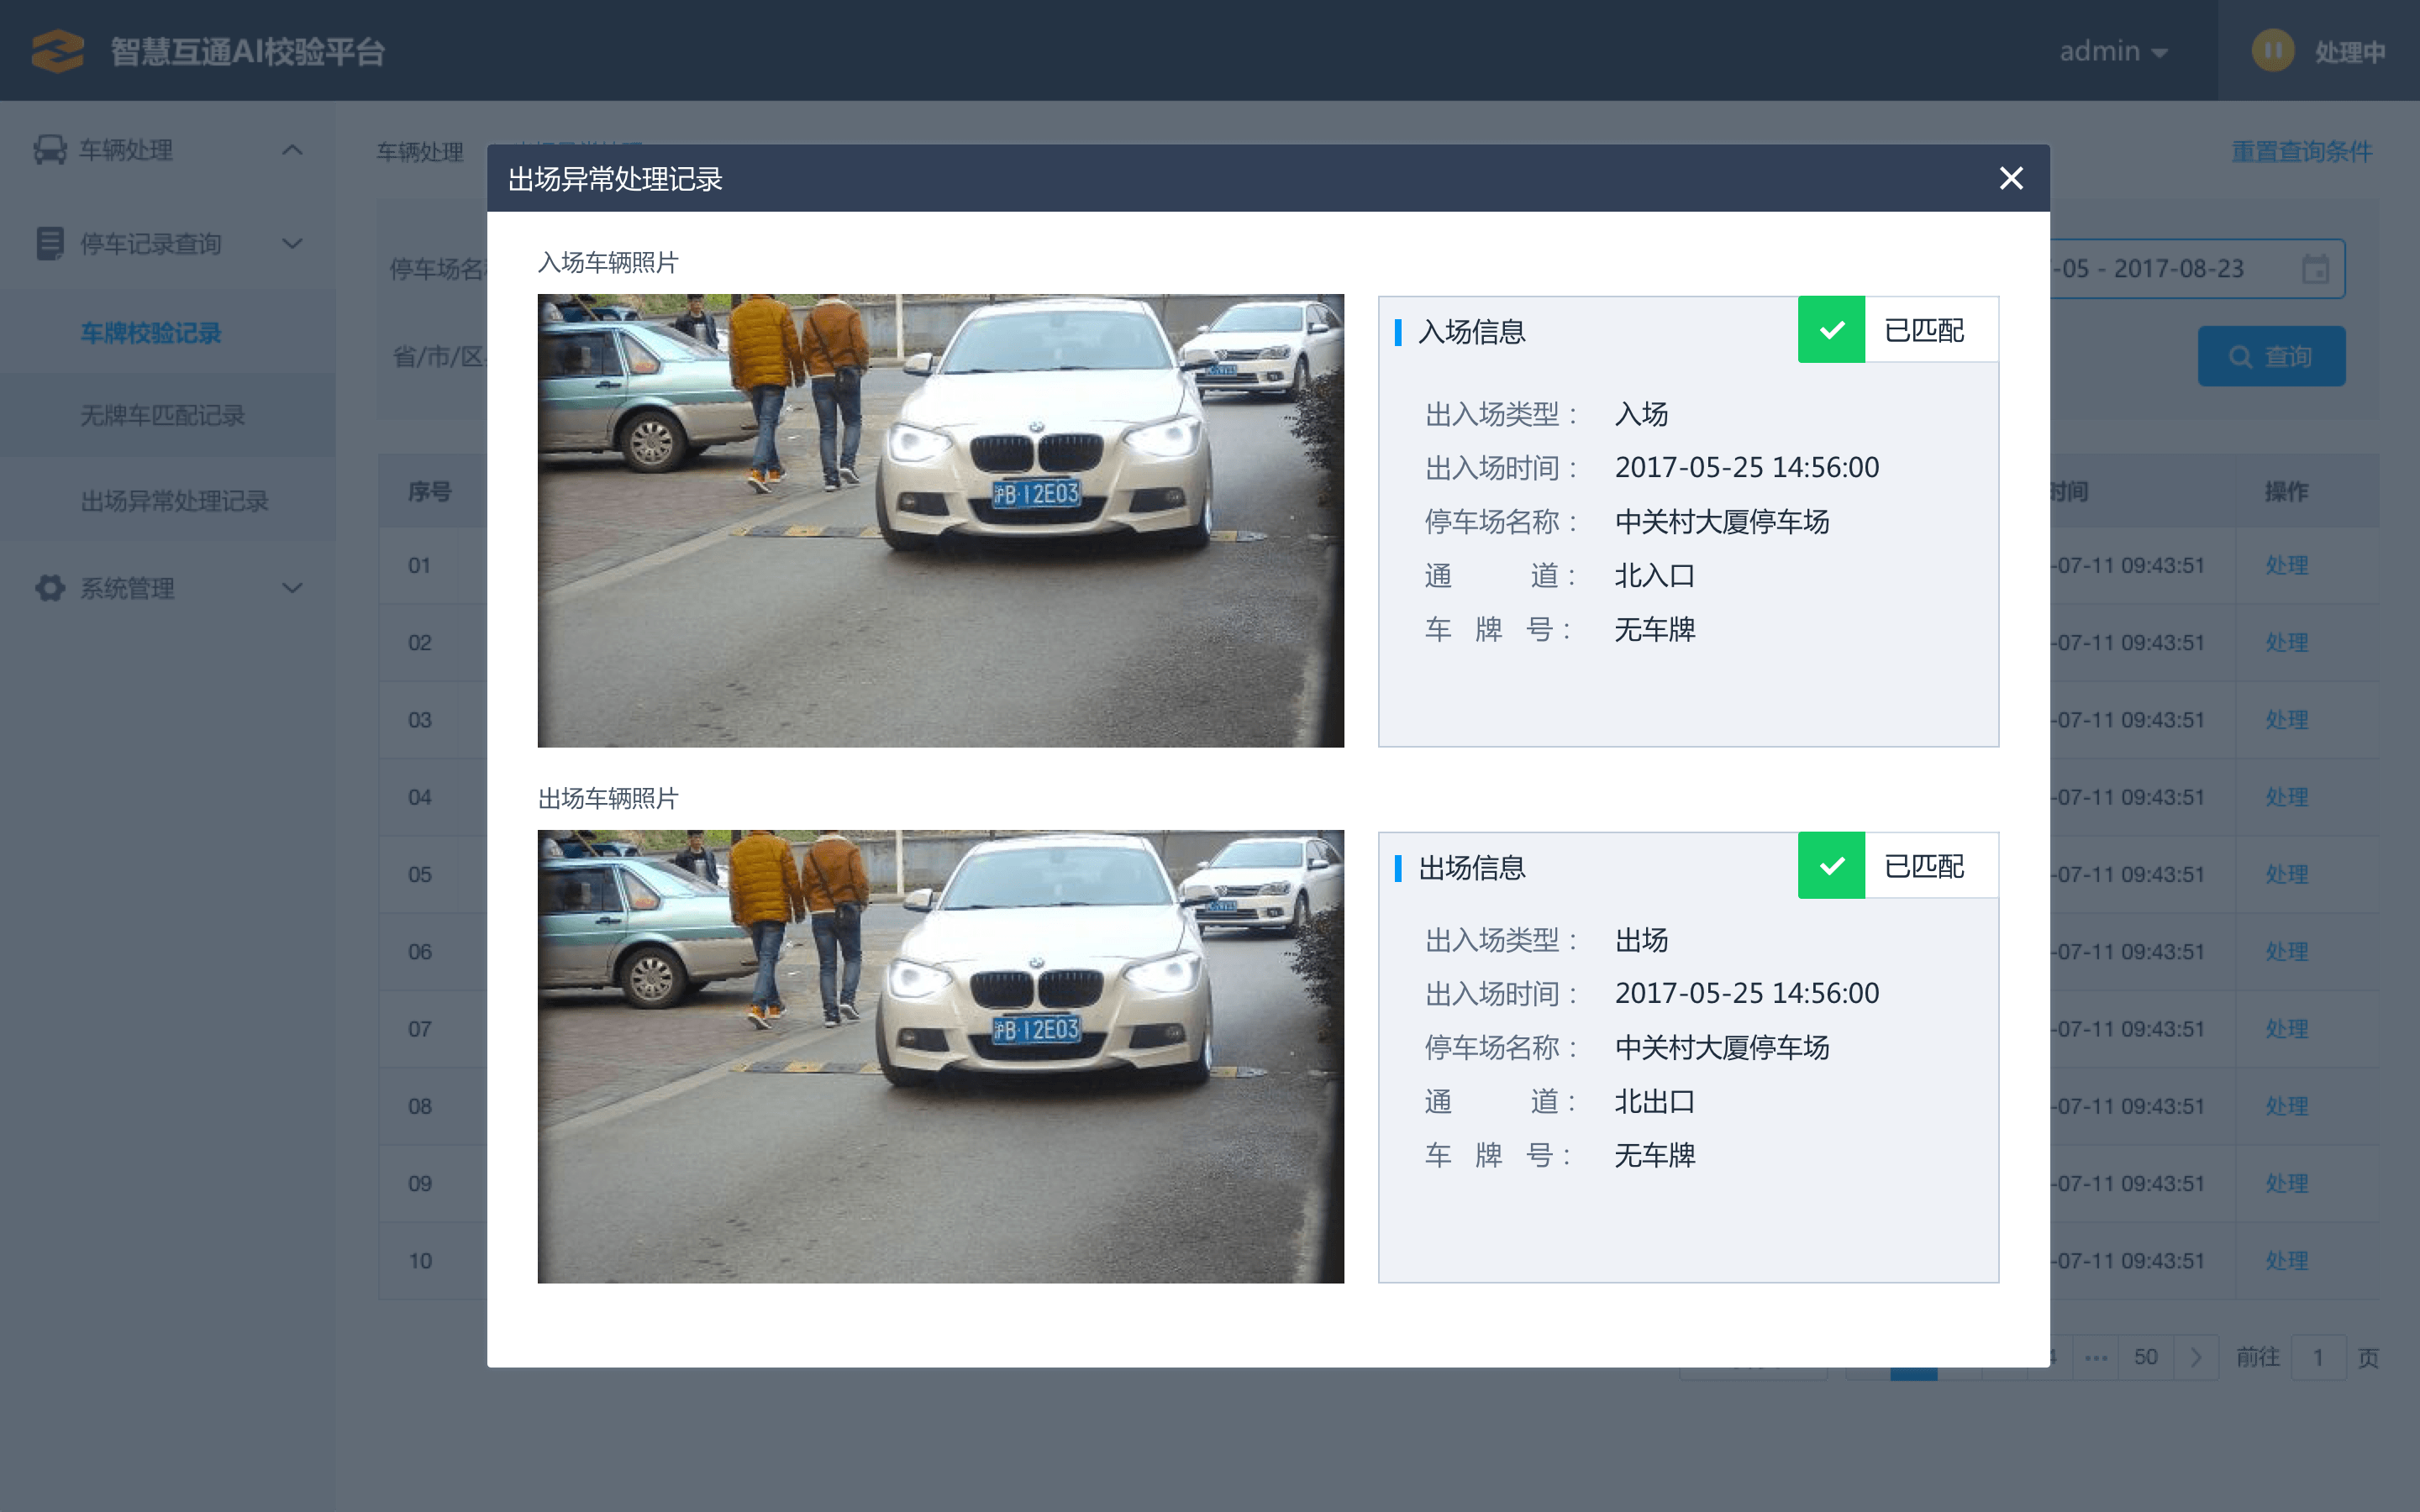 智慧互通AI校验平台
admin
处理中
车辆处理
停车记录查询
车牌校验记录
无牌车匹配记录
出场异常处理记录
系统管理
车辆处理
重置查询条件
停车场名
-05 - 2017-08-23
省/市/区
查询
序号
时间
操作
01
-07-11 09:43:51
处理
02
-07-11 09:43:51
处理
03
-07-11 09:43:51
处理
04
-07-11 09:43:51
处理
05
-07-11 09:43:51
处理
06
-07-11 09:43:51
处理
07
-07-11 09:43:51
处理
08
-07-11 09:43:51
处理
09
-07-11 09:43:51
处理
10
-07-11 09:43:51
处理
50
前往 1 页
出场异常处理记录
入场车辆照片
沪B·12E03
入场信息
已匹配
出入场类型： 入场
出入场时间： 2017-05-25 14:56:00
停车场名称： 中关村大厦停车场
通 道： 北入口
车 牌 号： 无车牌
出场车辆照片
沪B·12E03
出场信息
已匹配
出入场类型： 出场
出入场时间： 2017-05-25 14:56:00
停车场名称： 中关村大厦停车场
通 道： 北出口
车 牌 号： 无车牌